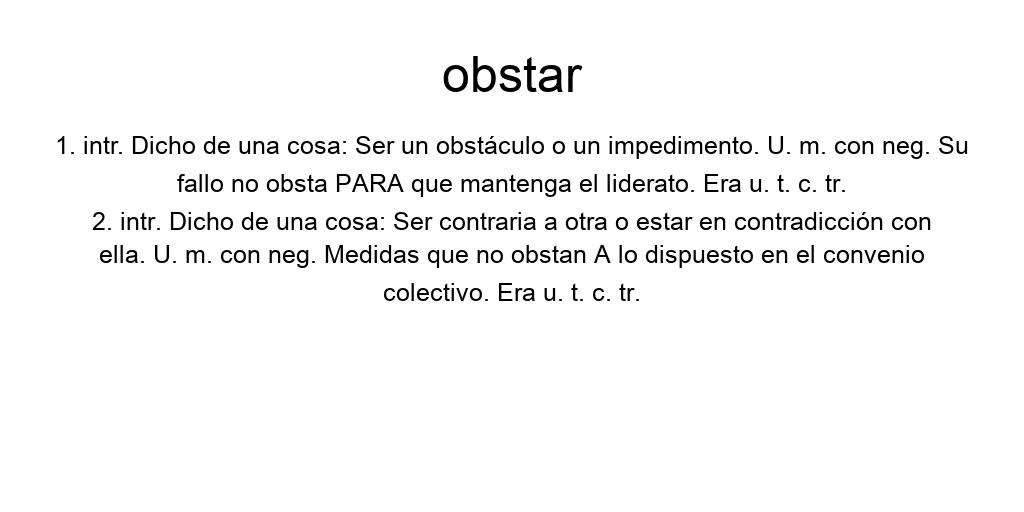 obstar
1. intr. Dicho de una cosa: Ser un obstáculo o un impedimento. U. m. con neg. Su
fallo no obsta PARA que mantenga el liderato. Era u. t. c. tr.
2. intr. Dicho de una cosa: Ser contraria a otra o estar en contradicción con
ella. U. m. con neg. Medidas que no obstan A lo dispuesto en el convenio
colectivo. Era u. t. c. tr.